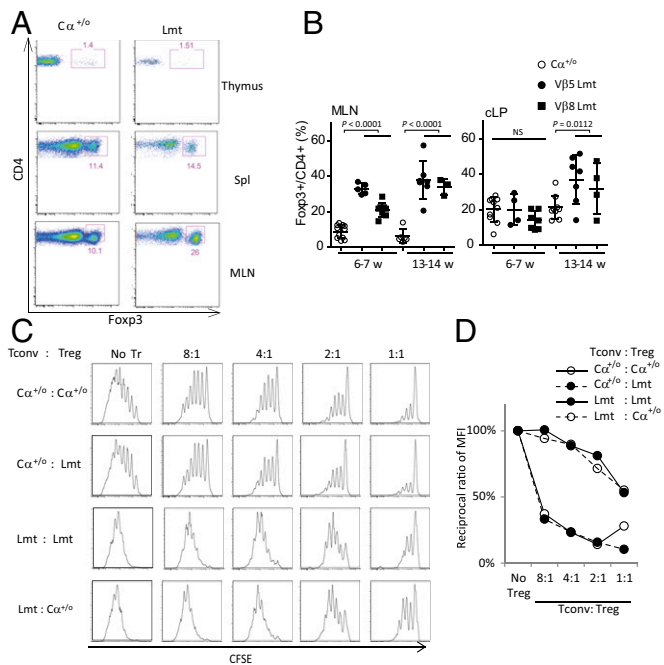 A
Cα+/o
Lmt
1.4
1.51
Thymus
11.4
14.5
Spl
10.1
26
MLN
CD4
Foxp3
B
Cα+/o
Vβ5 Lmt
Vβ8 Lmt
MLN
P < 0.0001
P < 0.0001
cLP
NS
P = 0.0112
Foxp3+/CD4+ (%)
60
40
20
0
60
40
20
0
6-7 w
13-14 w
6-7 w
13-14 w
C
Tconv : Treg
No Tr
8:1
4:1
2:1
1:1
Cα+/o : Cα+/o
Cα+/o : Lmt
Lmt : Lmt
Lmt : Cα+/o
CFSE
D
Tconv : Treg
Cα+/o : Cα+/o
Cα+/o : Lmt
Lmt : Lmt
Lmt : Cα+/o
Reciprocal ratio of MFI
100%
50%
0%
No Treg
8:1
4:1
2:1
1:1
Tconv: Treg